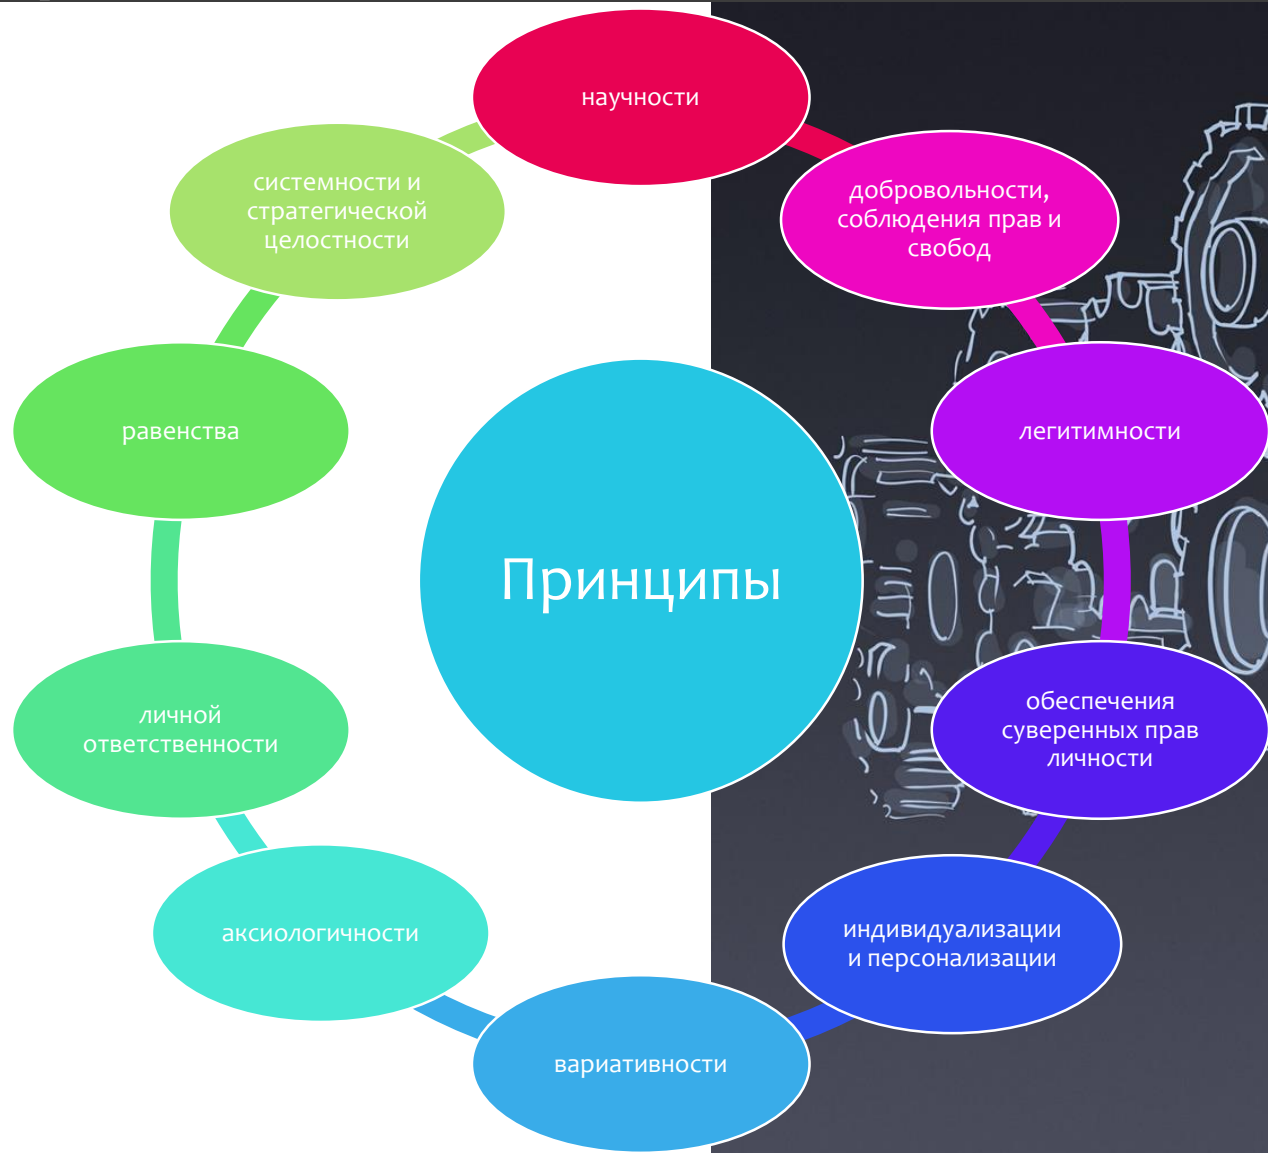 научности
добровольности,
соблюдения прав и
свобод
легитимности
обеспечения
суверенных прав
личности
индивидуализации
и персонализации
вариативности
аксиологичности
личной
ответственности
равенства
системности и
стратегической
целостности
Принципы